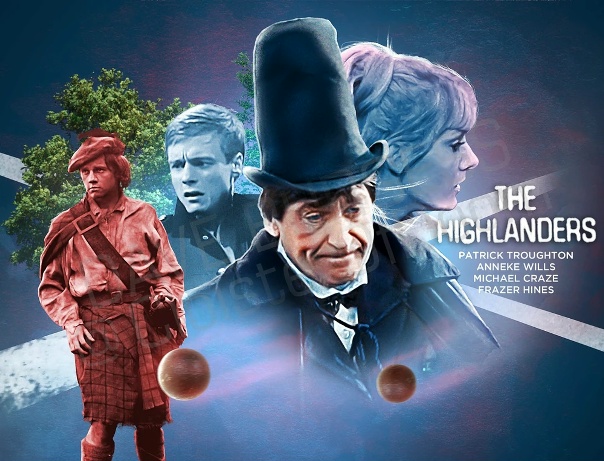 THE
HIGHLANDERS
PATRICK TROUGHTON
ANNEKE WILLS
MICHAEL CRAZE
FRAZER HINES